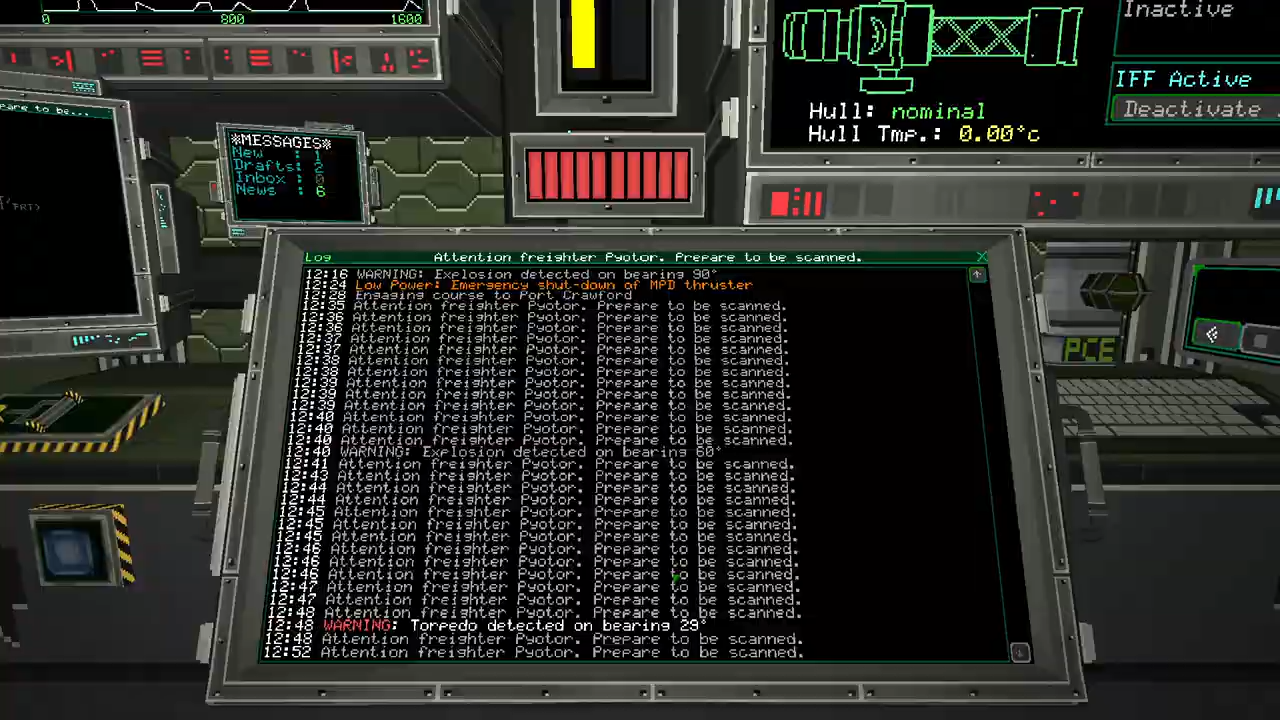 0 800 1600
Inactive
IFF Active
Deactivate
Hull: nominal
Hull Tmp.: 0.00°c
pare to be...
*MESSAGES*
New : 1
Drafts: 2
Inbox : 0
News : 6
PCE
Log Attention freighter Pyotor. Prepare to be scanned. X
12:16 WARNING: Explosion detected on bearing 90°
12:24 Low Power: Emergency shut-down of MPD thruster
12:28 Engaging course to Port Crawford
12:35 Attention freighter Pyotor. Prepare to be scanned.
12:36 Attention freighter Pyotor. Prepare to be scanned.
12:36 Attention freighter Pyotor. Prepare to be scanned.
12:37 Attention freighter Pyotor. Prepare to be scanned.
12:37 Attention freighter Pyotor. Prepare to be scanned.
12:38 Attention freighter Pyotor. Prepare to be scanned.
12:38 Attention freighter Pyotor. Prepare to be scanned.
12:39 Attention freighter Pyotor. Prepare to be scanned.
12:39 Attention freighter Pyotor. Prepare to be scanned.
12:39 Attention freighter Pyotor. Prepare to be scanned.
12:40 Attention freighter Pyotor. Prepare to be scanned.
12:40 Attention freighter Pyotor. Prepare to be scanned.
12:40 Attention freighter Pyotor. Prepare to be scanned.
12:40 WARNING: Explosion detected on bearing 60°
12:41 Attention freighter Pyotor. Prepare to be scanned.
12:43 Attention freighter Pyotor. Prepare to be scanned.
12:44 Attention freighter Pyotor. Prepare to be scanned.
12:44 Attention freighter Pyotor. Prepare to be scanned.
12:45 Attention freighter Pyotor. Prepare to be scanned.
12:45 Attention freighter Pyotor. Prepare to be scanned.
12:45 Attention freighter Pyotor. Prepare to be scanned.
12:46 Attention freighter Pyotor. Prepare to be scanned.
12:46 Attention freighter Pyotor. Prepare to be scanned.
12:46 Attention freighter Pyotor. Prepare to be scanned.
12:47 Attention freighter Pyotor. Prepare to be scanned.
12:47 Attention freighter Pyotor. Prepare to be scanned.
12:48 Attention freighter Pyotor. Prepare to be scanned.
12:48 WARNING: Torpedo detected on bearing 29°
12:48 Attention freighter Pyotor. Prepare to be scanned.
12:52 Attention freighter Pyotor. Prepare to be scanned.